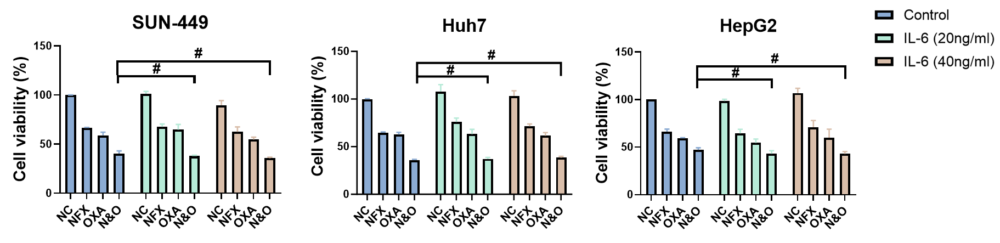 SUN-449
Cell viability (%)
150
100
50
0
#
#
NC NFX OXA N&O NC NFX OXA N&O NC NFX OXA N&O
Huh7
Cell viability (%)
150
100
50
0
#
#
NC NFX OXA N&O NC NFX OXA N&O NC NFX OXA N&O
HepG2
Cell viability (%)
150
100
50
0
#
#
NC NFX OXA N&O NC NFX OXA N&O NC NFX OXA N&O
Control
IL-6 (20ng/ml)
IL-6 (40ng/ml)